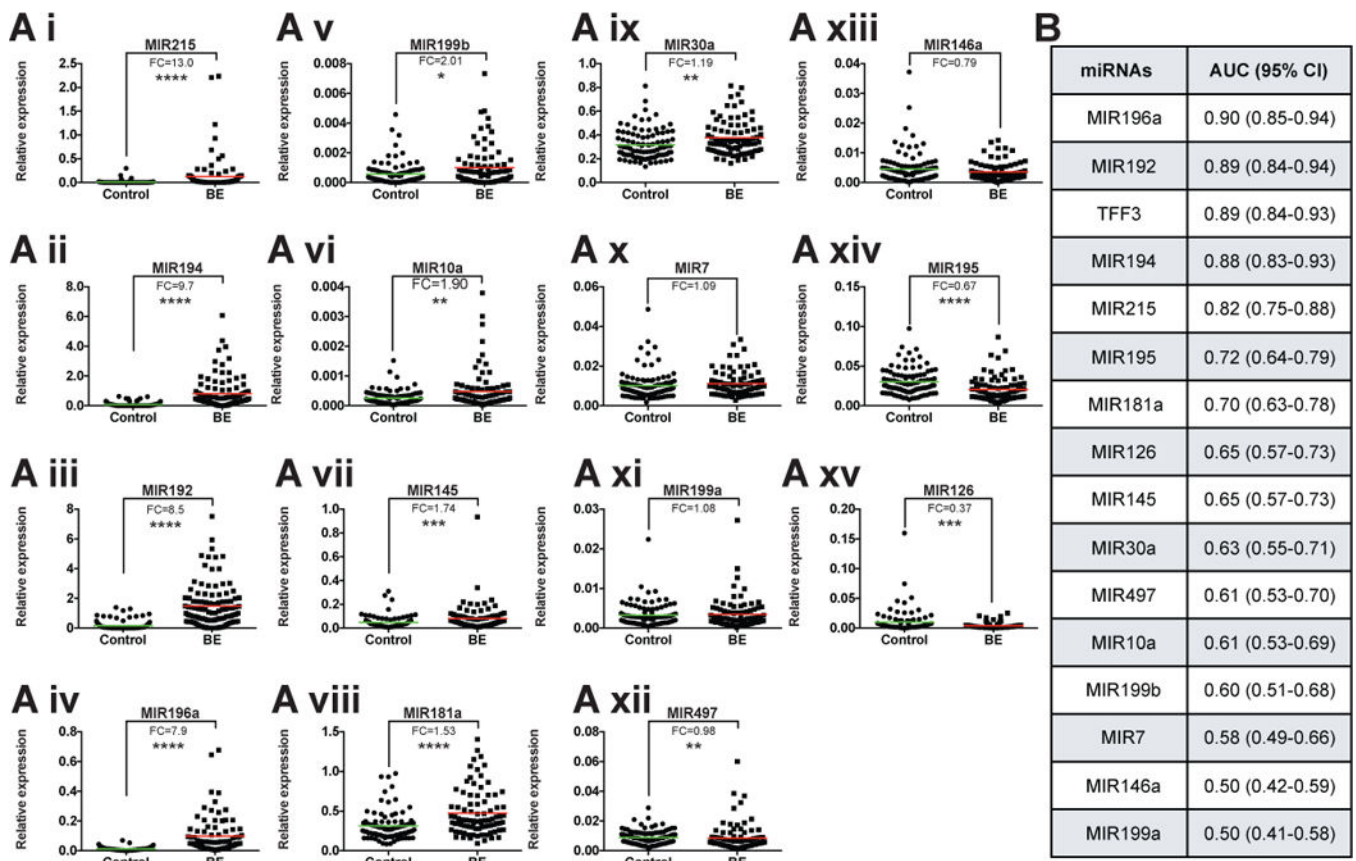 A i
MIR215
FC=13.0
****
Relative expression
2.5
2.0
1.5
1.0
0.5
0.0
Control BE
A v
MIR199b
FC=2.01
*
Relative expression
0.008
0.006
0.004
0.002
0.000
Control BE
A ix
MIR30a
FC=1.19
**
Relative expression
1.0
0.8
0.6
0.4
0.2
0.0
Control BE
A xiii
MIR146a
FC=0.79
Relative expression
0.04
0.03
0.02
0.01
0.00
Control BE
A ii
MIR194
FC=9.7
****
Relative expression
8.0
6.0
4.0
2.0
0.0
Control BE
A vi
MIR10a
FC=1.90
**
Relative expression
0.004
0.003
0.002
0.001
0.000
Control BE
A x
MIR7
FC=1.09
Relative expression
0.06
0.04
0.02
0.00
Control BE
A xiv
MIR195
FC=0.67
****
Relative expression
0.15
0.10
0.05
0.00
Control BE
A iii
MIR192
FC=8.5
****
Relative expression
8
6
4
2
0
Control BE
A vii
MIR145
FC=1.74
***
Relative expression
1.0
0.8
0.6
0.4
0.2
0.0
Control BE
A xi
MIR199a
FC=1.08
Relative expression
0.03
0.02
0.01
0.00
Control BE
A xv
MIR126
FC=0.37
***
Relative expression
0.20
0.15
0.10
0.05
0.00
Control BE
A iv
MIR196a
FC=7.9
****
Relative expression
0.8
0.6
0.4
0.2
0.0
Control BE
A viii
MIR181a
FC=1.53
****
Relative expression
1.5
1.0
0.5
0.0
Control BE
A xii
MIR497
FC=0.98
**
Relative expression
0.08
0.06
0.04
0.02
0.00
Control BE
B
miRNAs AUC (95% CI)
MIR196a 0.90 (0.85-0.94)
MIR192 0.89 (0.84-0.94)
TFF3 0.89 (0.84-0.93)
MIR194 0.88 (0.83-0.93)
MIR215 0.82 (0.75-0.88)
MIR195 0.72 (0.64-0.79)
MIR181a 0.70 (0.63-0.78)
MIR126 0.65 (0.57-0.73)
MIR145 0.65 (0.57-0.73)
MIR30a 0.63 (0.55-0.71)
MIR497 0.61 (0.53-0.70)
MIR10a 0.61 (0.53-0.69)
MIR199b 0.60 (0.51-0.68)
MIR7 0.58 (0.49-0.66)
MIR146a 0.50 (0.42-0.59)
MIR199a 0.50 (0.41-0.58)